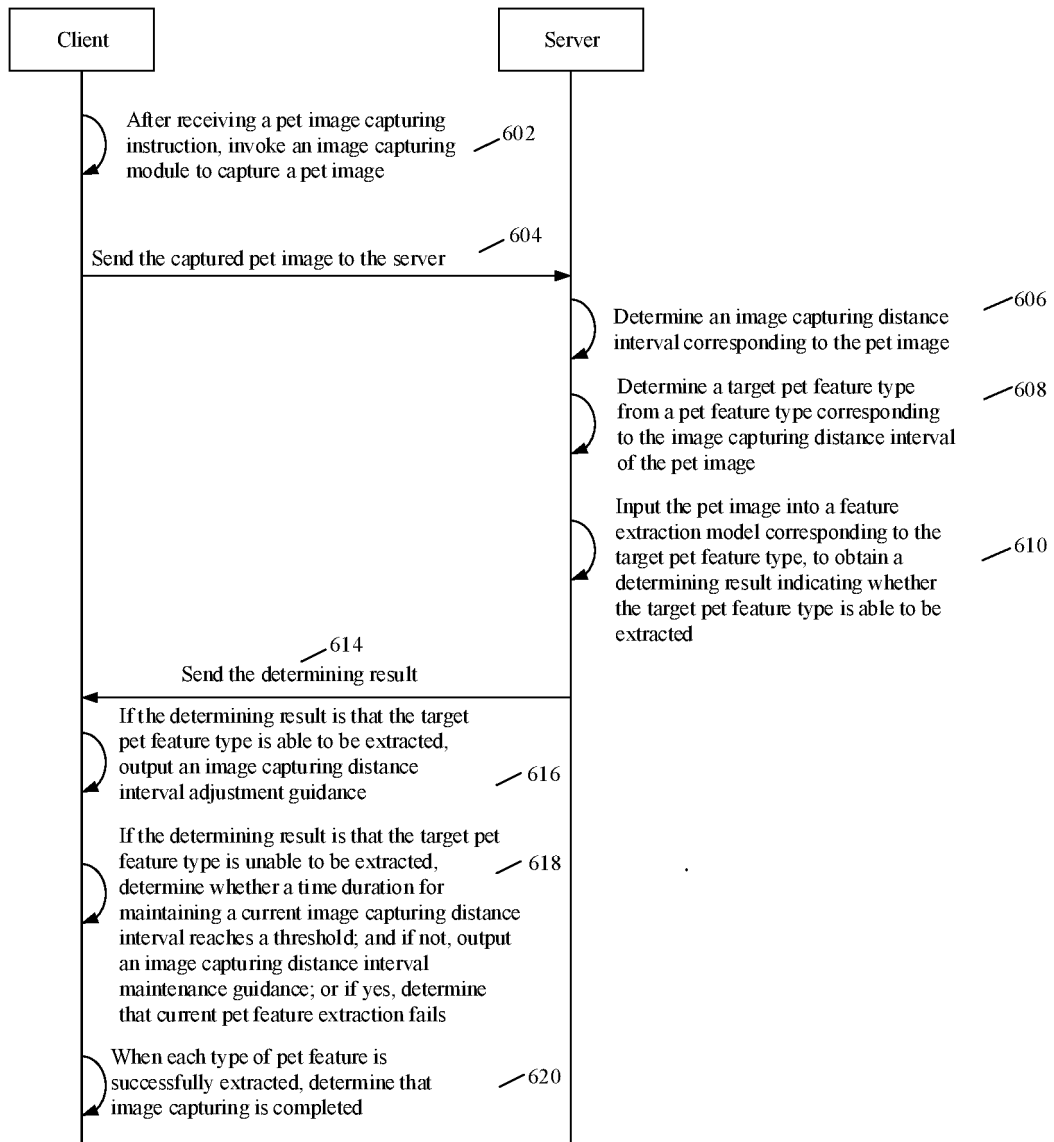 Client
Server
After receiving a pet image capturing
instruction, invoke an image capturing
module to capture a pet image
602
604
Send the captured pet image to the server
606
Determine an image capturing distance
interval corresponding to the pet image
Determine a target pet feature type
from a pet feature type corresponding
to the image capturing distance interval
of the pet image
608
Input the pet image into a feature
extraction model corresponding to the
target pet feature type, to obtain a
determining result indicating whether
the target pet feature type is able to be
extracted
610
614
Send the determining result
If the determining result is that the target
pet feature type is able to be extracted,
output an image capturing distance
interval adjustment guidance
616
If the determining result is that the target pet
feature type is unable to be extracted,
determine whether a time duration for
maintaining a current image capturing distance
interval reaches a threshold; and if not, output
an image capturing distance interval
maintenance guidance; or if yes, determine
that current pet feature extraction fails
618
When each type of pet feature is
successfully extracted, determine that
image capturing is completed
620